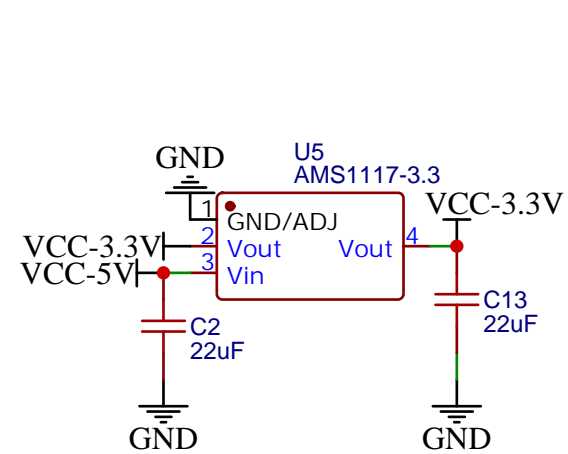 U5
AMS1117-3.3
GND
VCC-3.3V
1
GND/ADJ
VCC-3.3V
2
Vout
Vout
4
VCC-5V
3
Vin
C2
22uF
C13
22uF
GND
GND